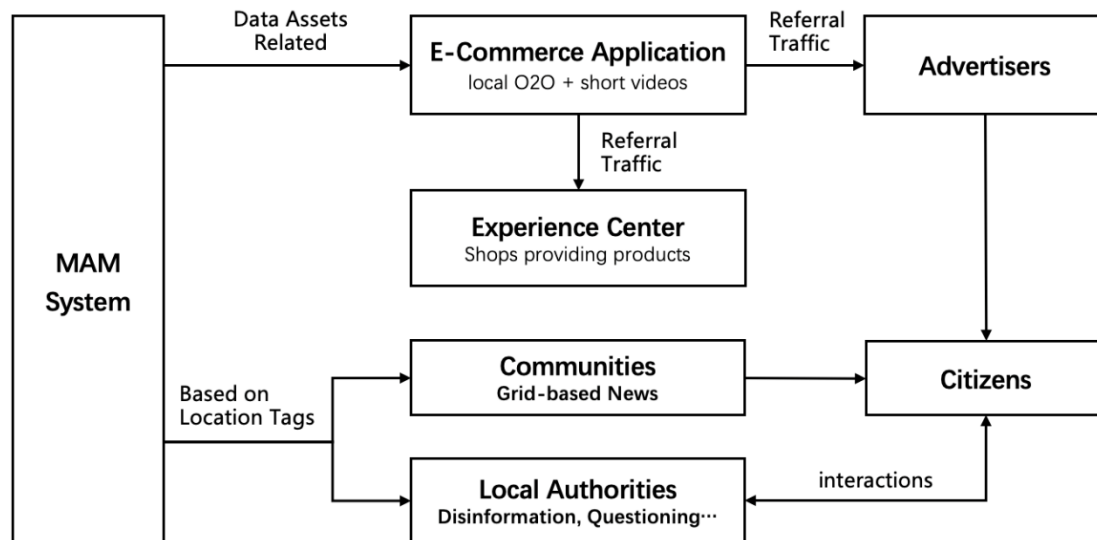 Data Assets
Related
Referral
Traffic
E-Commerce Application
local O2O + short videos
Advertisers
Referral
Traffic
Experience Center
Shops providing products
MAM
System
Communities
Grid-based News
Citizens
Based on
Location Tags
Local Authorities
Disinformation, Questioning···
interactions